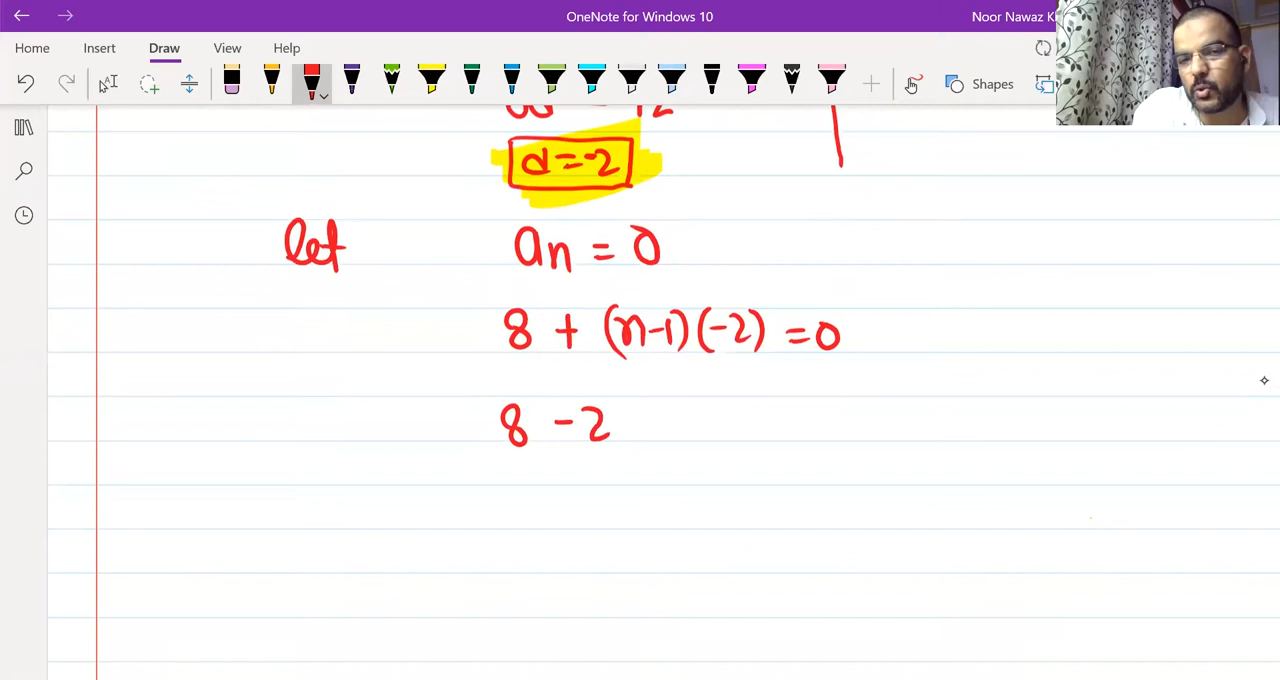 OneNote for Windows 10
Noor Nawaz K
Home Insert Draw View Help
Shapes
d = -2
let an = 0
8 + (n-1)(-2) = 0
8 - 2